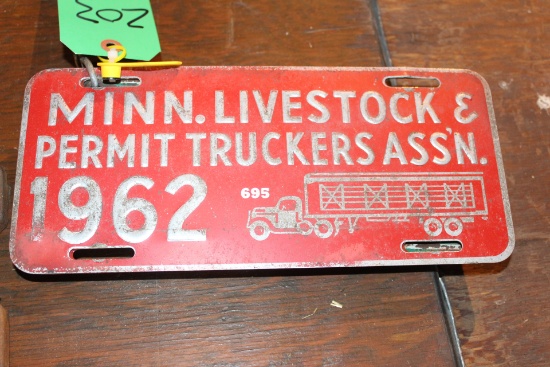 202
MINN. LIVESTOCK &
PERMIT TRUCKERS ASS'N.
1962 695